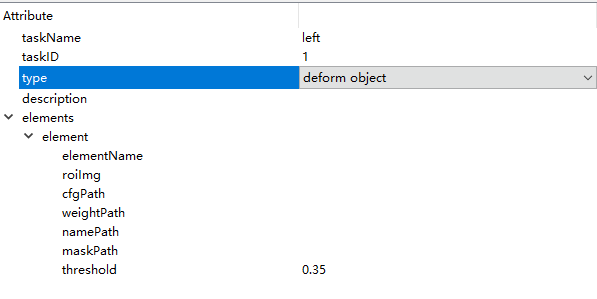 Attribute
taskName left
taskID 1
type deform object
description
elements
element
elementName
roiImg
cfgPath
weightPath
namePath
maskPath
threshold 0.35